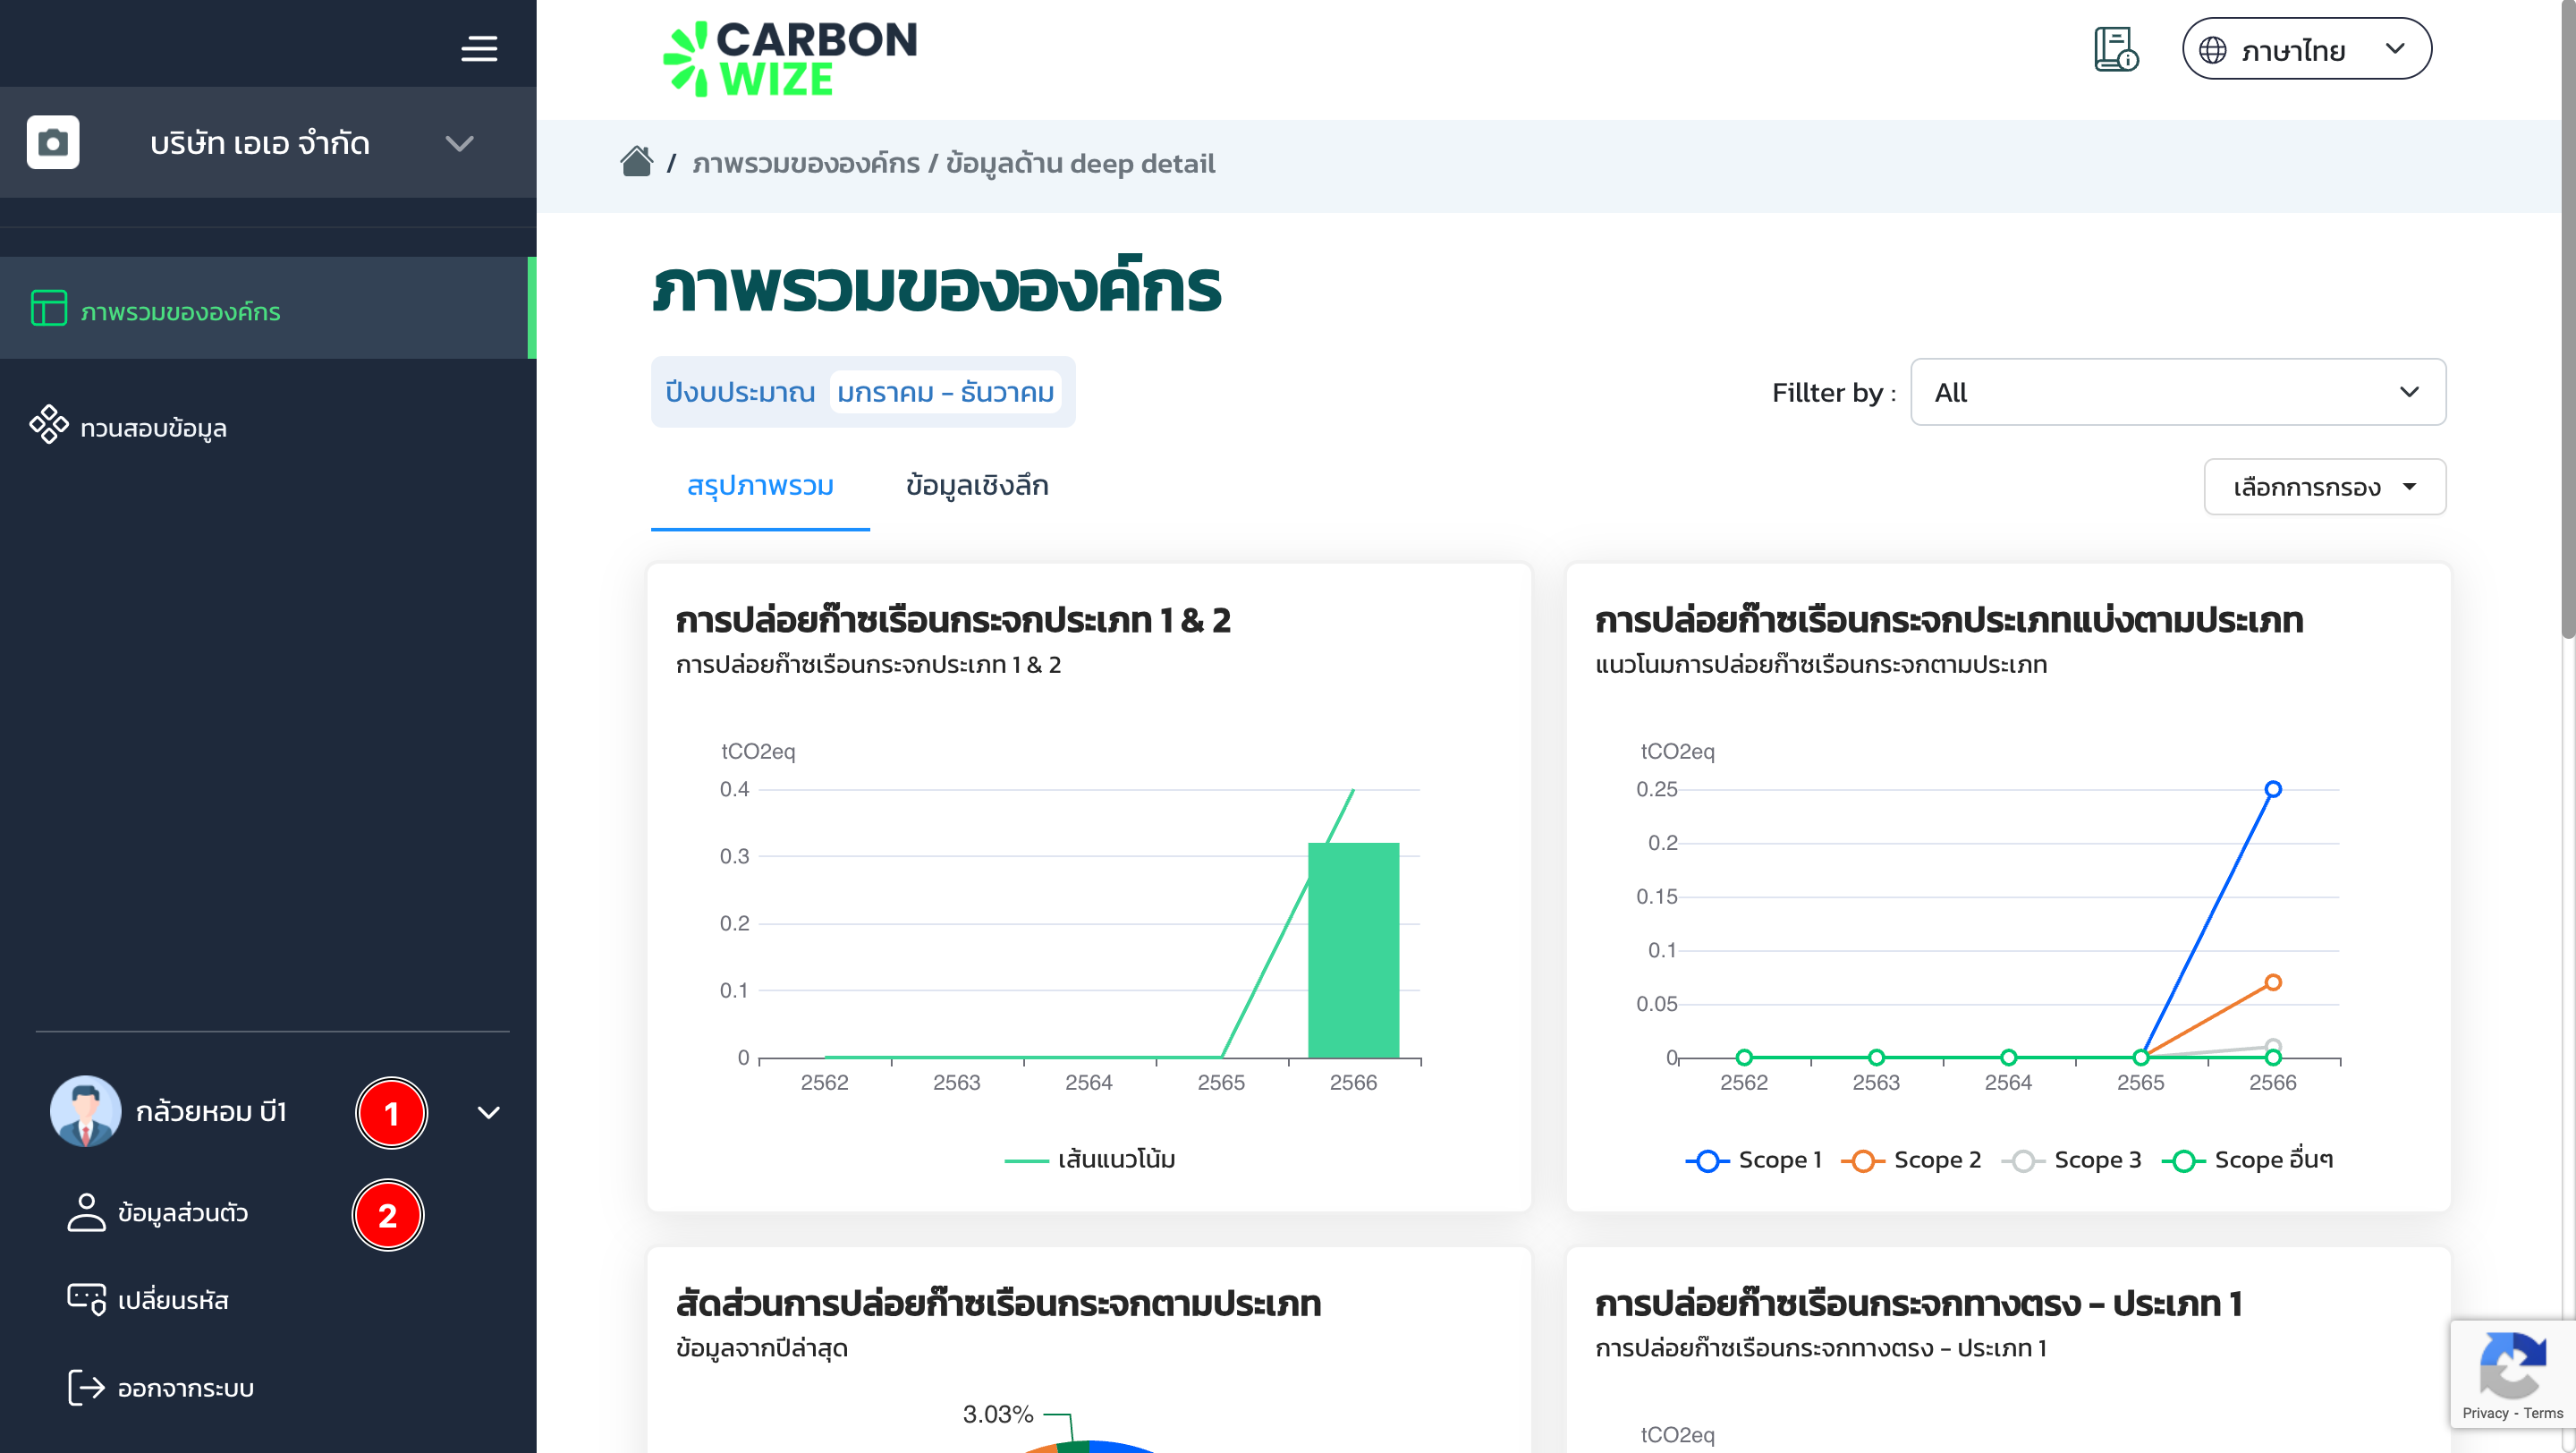 CARBON
WIZE
ภาษาไทย
บริษัท เอเอ จำกัด
/ ภาพรวมขององค์กร / ข้อมูลด้าน deep detail
ภาพรวมขององค์กร
ทวนสอบข้อมูล
ภาพรวมขององค์กร
ปีงบประมาณ มกราคม - ธันวาคม
Fillter by : All
สรุปภาพรวม ข้อมูลเชิงลึก
เลือกการกรอง
การปล่อยก๊าซเรือนกระจกประเภท 1 & 2
การปล่อยก๊าซเรือนกระจกประเภท 1 & 2
tCO2eq
0.4
0.3
0.2
0.1
0
2562 2563 2564 2565 2566
เส้นแนวโน้ม
การปล่อยก๊าซเรือนกระจกประเภทแบ่งตามประเภท
แนวโนมการปล่อยก๊าซเรือนกระจกตามประเภท
tCO2eq
0.25
0.2
0.15
0.1
0.05
0
2562 2563 2564 2565 2566
Scope 1 Scope 2 Scope 3 Scope อื่นๆ
สัดส่วนการปล่อยก๊าซเรือนกระจกตามประเภท
ข้อมูลจากปีล่าสุด
3.03%
การปล่อยก๊าซเรือนกระจกทางตรง - ประเภท 1
การปล่อยก๊าซเรือนกระจกทางตรง - ประเภท 1
tCO2eq
กล้วยหอม บี1
1
ข้อมูลส่วนตัว
2
เปลี่ยนรหัส
ออกจากระบบ
Privacy - Terms